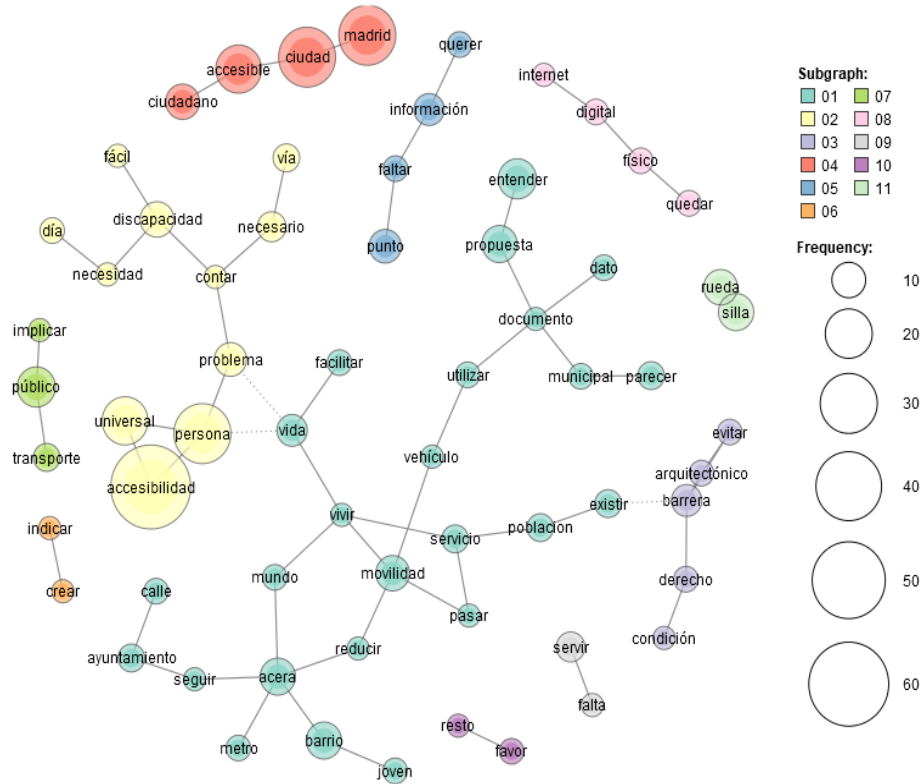 madrid
ciudad
accesible
ciudadano
querer
información
faltar
punto
internet
digital
físico
quedar
fácil
vía
discapacidad
necesario
día
necesidad
contar
entender
propuesta
dato
documento
rueda
silla
implicar
público
transporte
problema
facilitar
utilizar
municipal
parecer
universal
persona
vida
accesibilidad
vehículo
evitar
arquitectónico
barrera
existir
poblacion
servicio
vivir
indicar
crear
mundo
movilidad
pasar
derecho
condición
calle
ayuntamiento
seguir
acera
reducir
servir
falta
metro
barrio
joven
resto
favor
Subgraph:
01 07
02 08
03 09
04 10
05 11
06
Frequency:
10
20
30
40
50
60